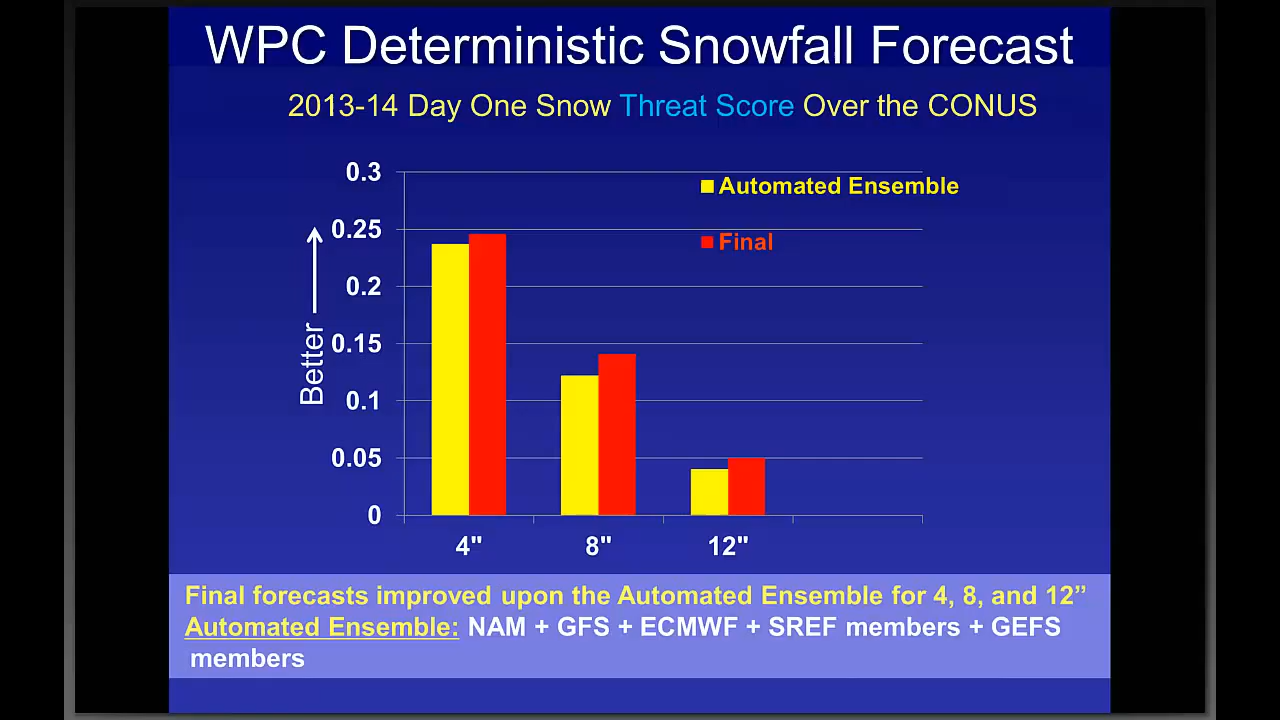 WPC Deterministic Snowfall Forecast
2013-14 Day One Snow Threat Score Over the CONUS
0.3
0.25
0.2
0.15
0.1
0.05
0
Better
Automated Ensemble
Final
4"
8"
12"
Final forecasts improved upon the Automated Ensemble for 4, 8, and 12”
Automated Ensemble: NAM + GFS + ECMWF + SREF members + GEFS
members